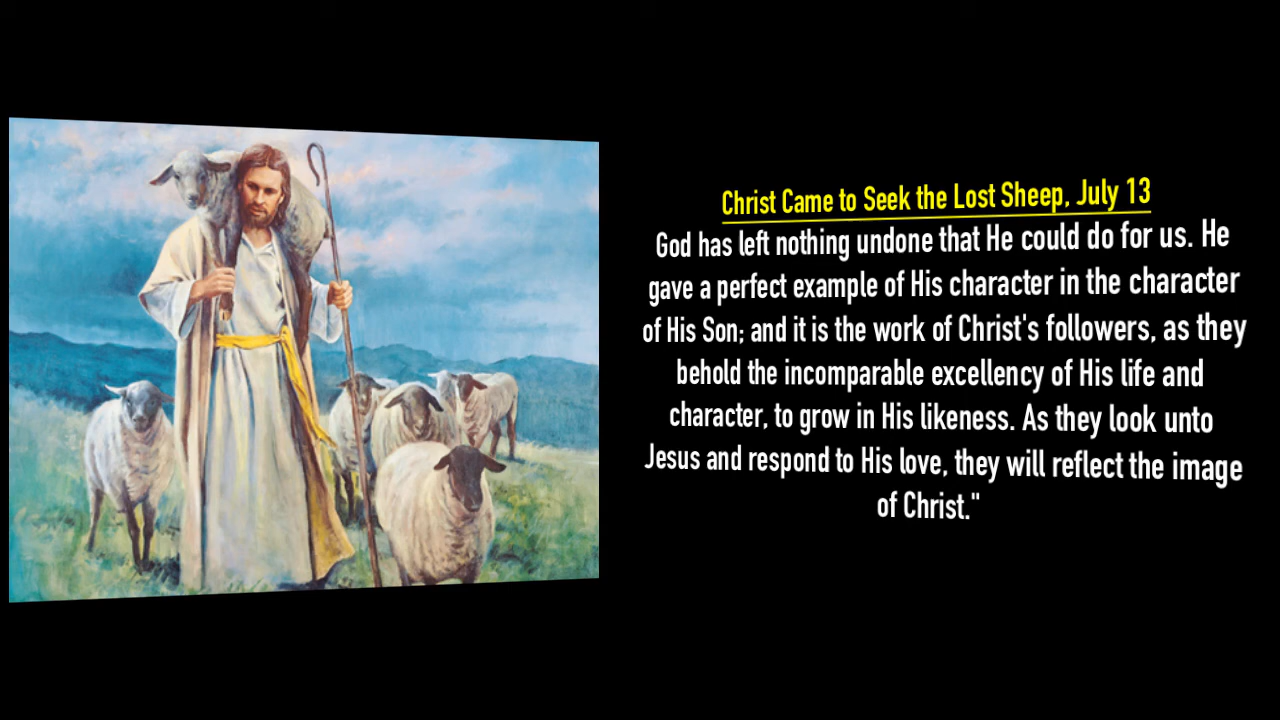 Christ Came to Seek the Lost Sheep, July 13
God has left nothing undone that He could do for us. He
gave a perfect example of His character in the character
of His Son; and it is the work of Christ's followers, as they
behold the incomparable excellency of His life and
character, to grow in His likeness. As they look unto
Jesus and respond to His love, they will reflect the image
of Christ."